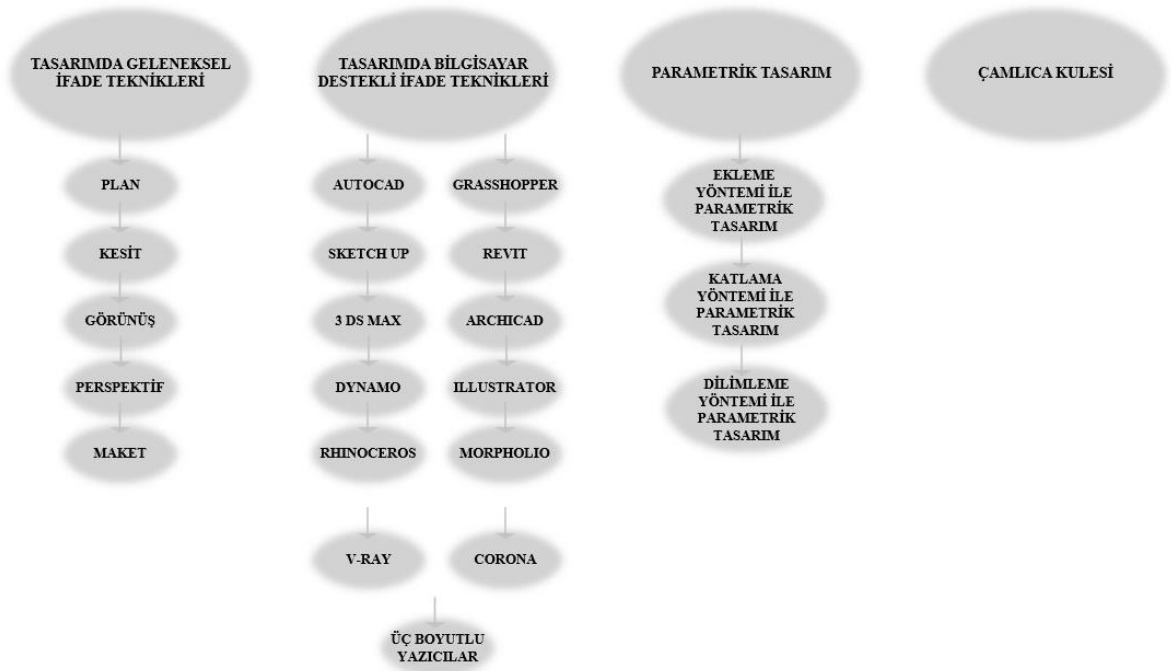 TASARIMDA GELENEKSEL
İFADE TEKNİKLERİ
PLAN
KESİT
GÖRÜNÜŞ
PERSPEKTİF
MAKET
TASARIMDA BİLGİSAYAR
DESTEKLİ İFADE TEKNİKLERİ
AUTOCAD
SKETCH UP
3 DS MAX
DYNAMO
RHINOCEROS
V-RAY
GRASSHOPPER
REVIT
ARCHICAD
ILLUSTRATOR
MORPHOLIO
CORONA
ÜÇ BOYUTLU
YAZICILAR
PARAMETRİK TASARIM
EKLEME
YÖNTEMİ İLE
PARAMETRİK
TASARIM
KATLAMA
YÖNTEMİ İLE
PARAMETRİK
TASARIM
DİLİMLEME
YÖNTEMİ İLE
PARAMETRİK
TASARIM
ÇAMLICA KULESİ